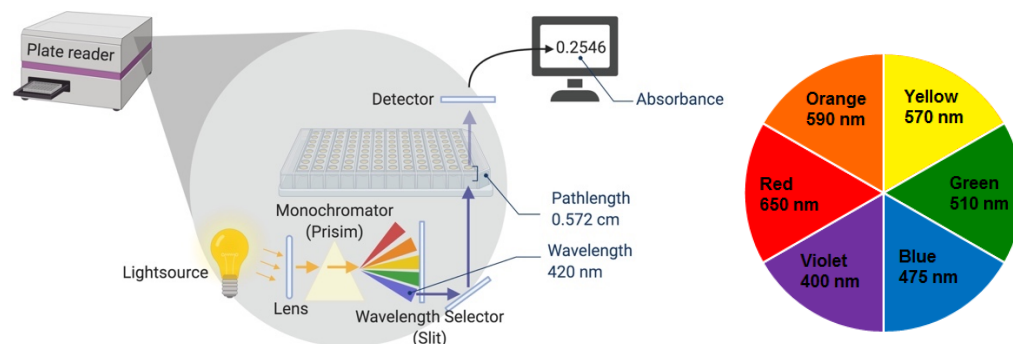 Plate reader
0.2546
Detector
Absorbance
Pathlength
0.572 cm
Monochromator
(Prisim)
Wavelength
420 nm
Lightsource
Lens
Wavelength Selector
(Slit)
Orange
590 nm
Yellow
570 nm
Red
650 nm
Green
510 nm
Violet
400 nm
Blue
475 nm